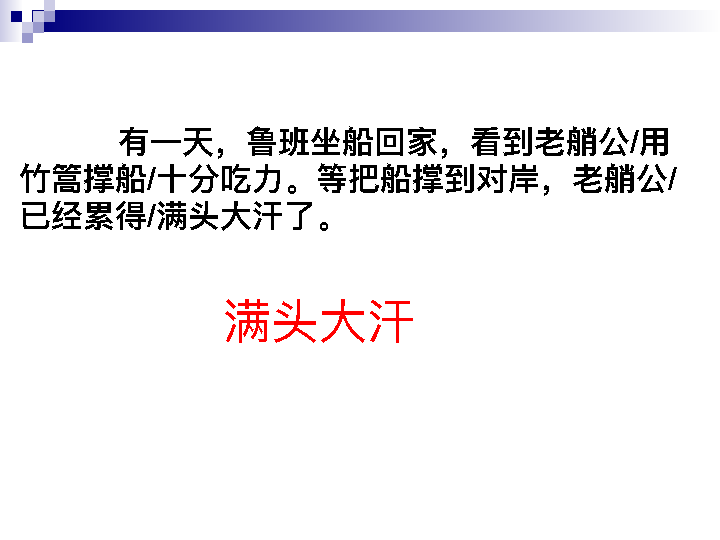 有一天，鲁班坐船回家，看到老艄公/用
竹篙撑船/十分吃力。等把船撑到对岸，老艄公/
已经累得/满头大汗了。
满头大汗